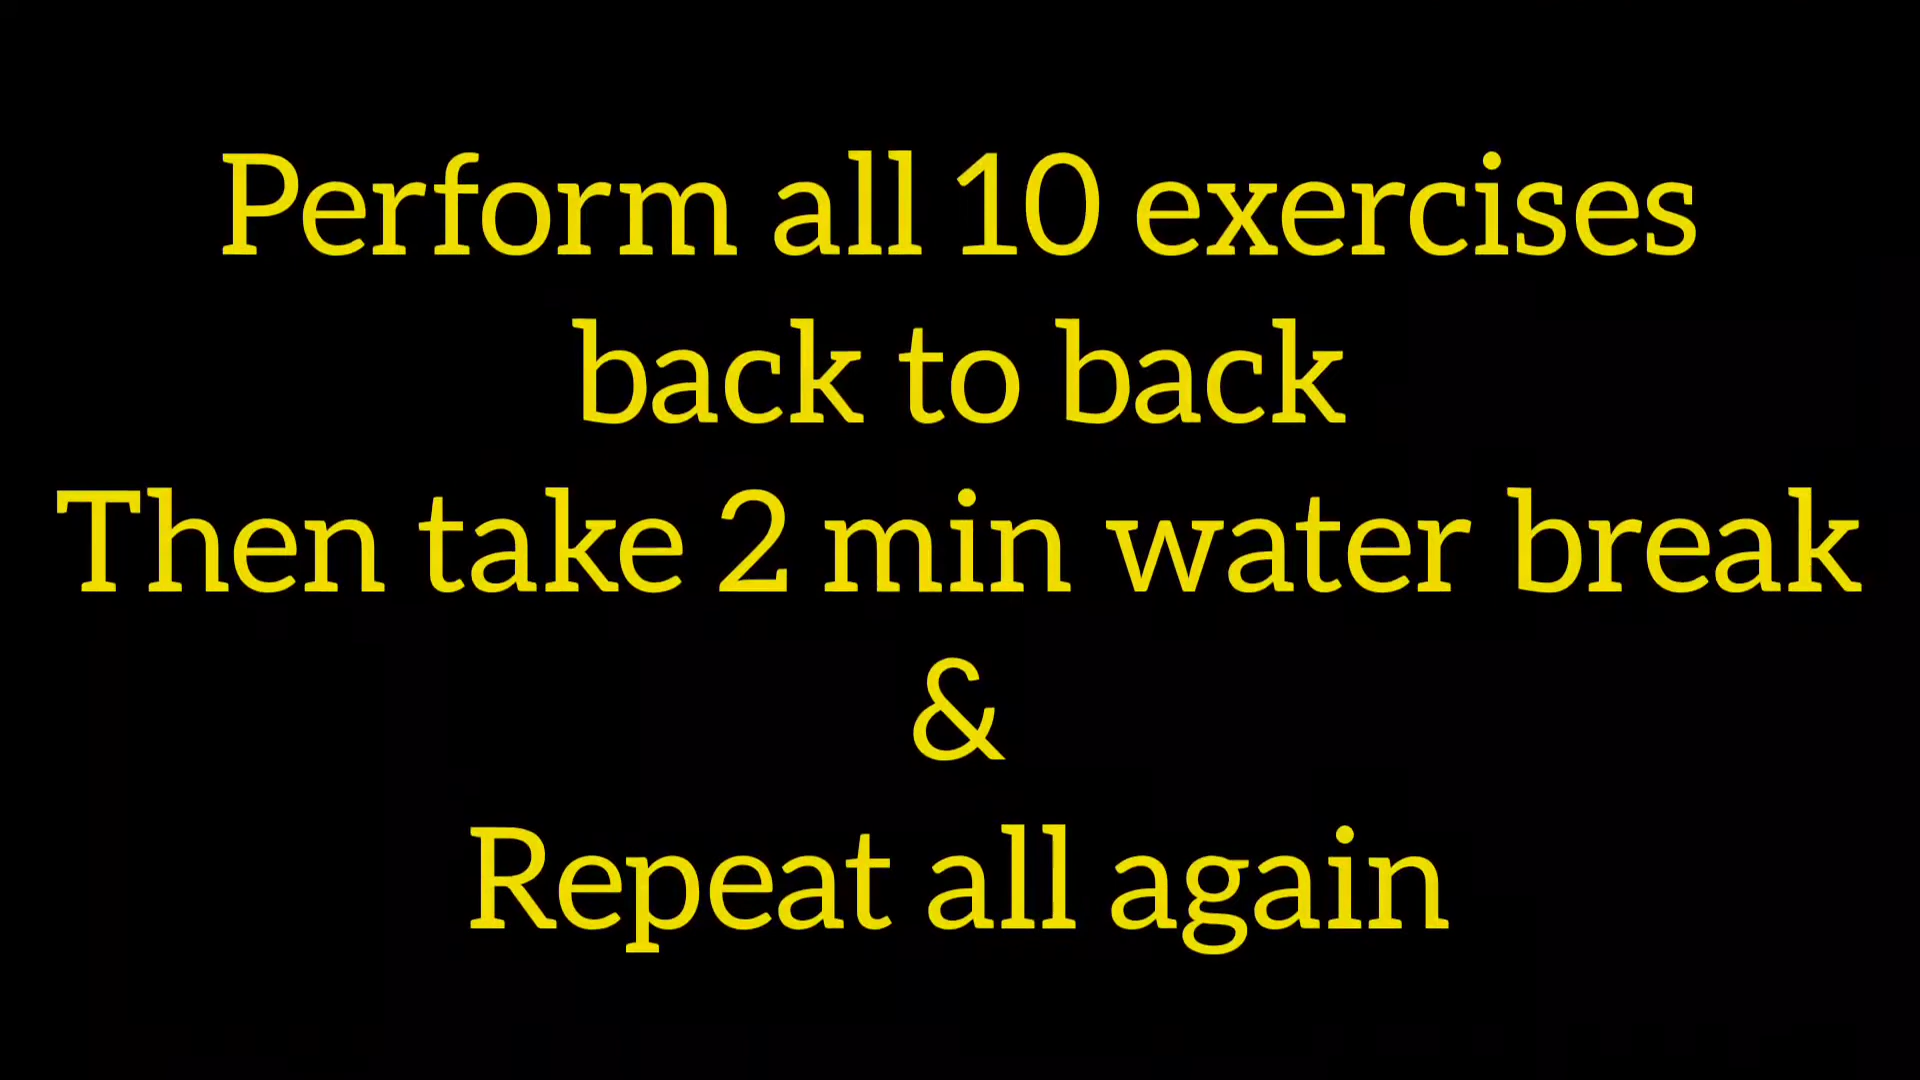 Perform all 10 exercises
back to back
Then take 2 min water break
&
Repeat all again